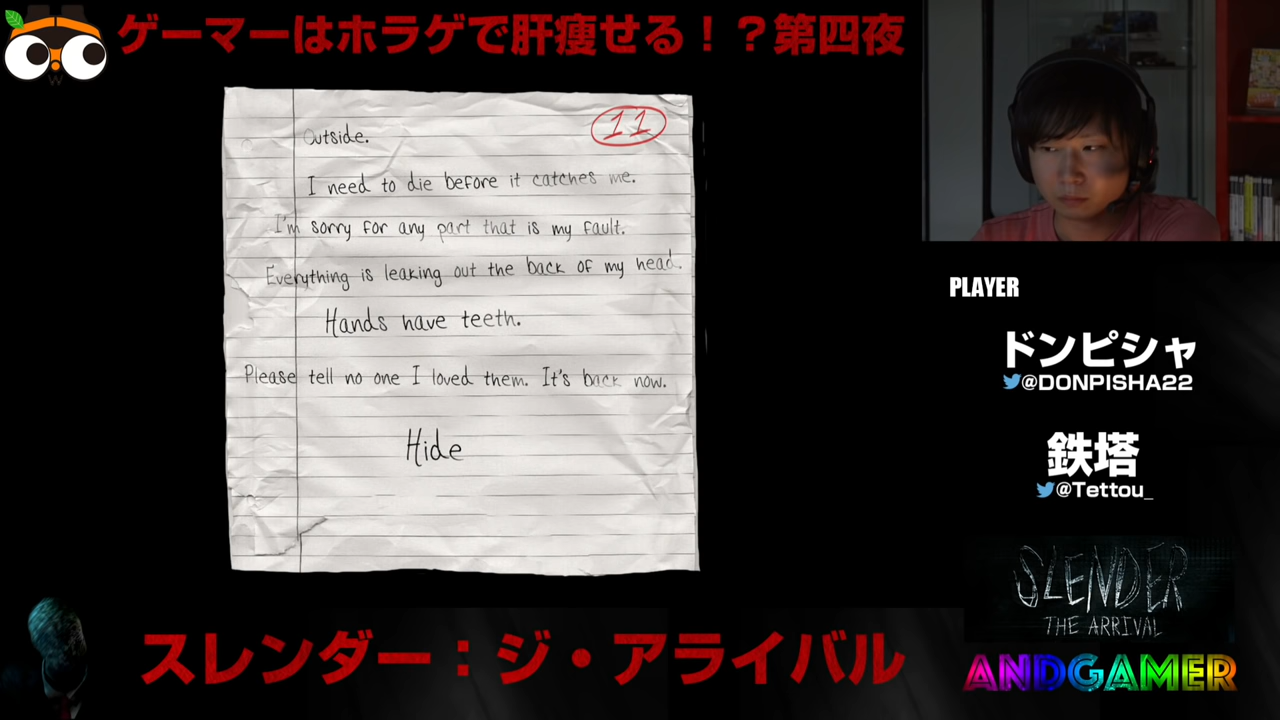 ゲーマーはホラゲで肝痩せる！？第四夜
11
Outside.
I need to die before it catches me.
I'm sorry for any part that is my fault.
Everything is leaking out the back of my head.
Hands have teeth.
Please tell no one I loved them. It's back now.
Hide
PLAYER
ドンピシャ
@DONPISHA22
鉄塔
@Tettou_
SLENDER
THE ARRIVAL
スレンダー：ジ・アライバル
ANDGAMER